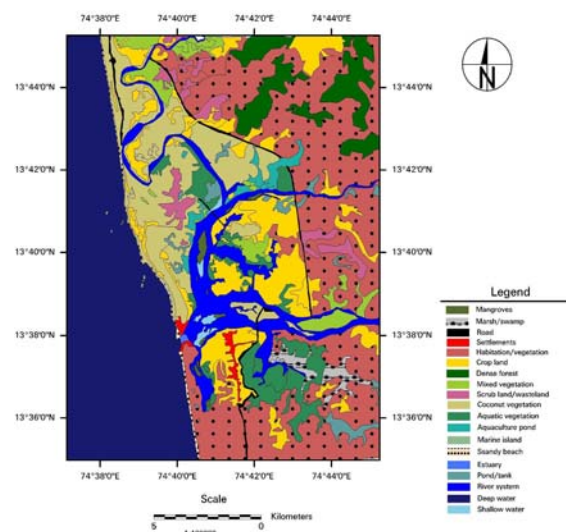 74°38'0"E 74°40'0"E 74°42'0"E 74°44'0"E
13°44'0"N 13°44'0"N
N
13°42'0"N 13°42'0"N
13°40'0"N 13°40'0"N
13°38'0"N 13°38'0"N
13°36'0"N 13°36'0"N
74°38'0"E 74°40'0"E 74°42'0"E 74°44'0"E
Legend
Mangroves
Marsh/swamp
Road
Settlements
Habitation/vegetation
Crop land
Dense forest
Mixed vegetation
Scrub land/wasteland
Coconut vegetation
Aquatic vegetation
Aquaculture pond
Marine island
Seandy beach
Estuary
Pond/tank
River system
Deep water
Shallow water
Scale
Kilometers
5 0